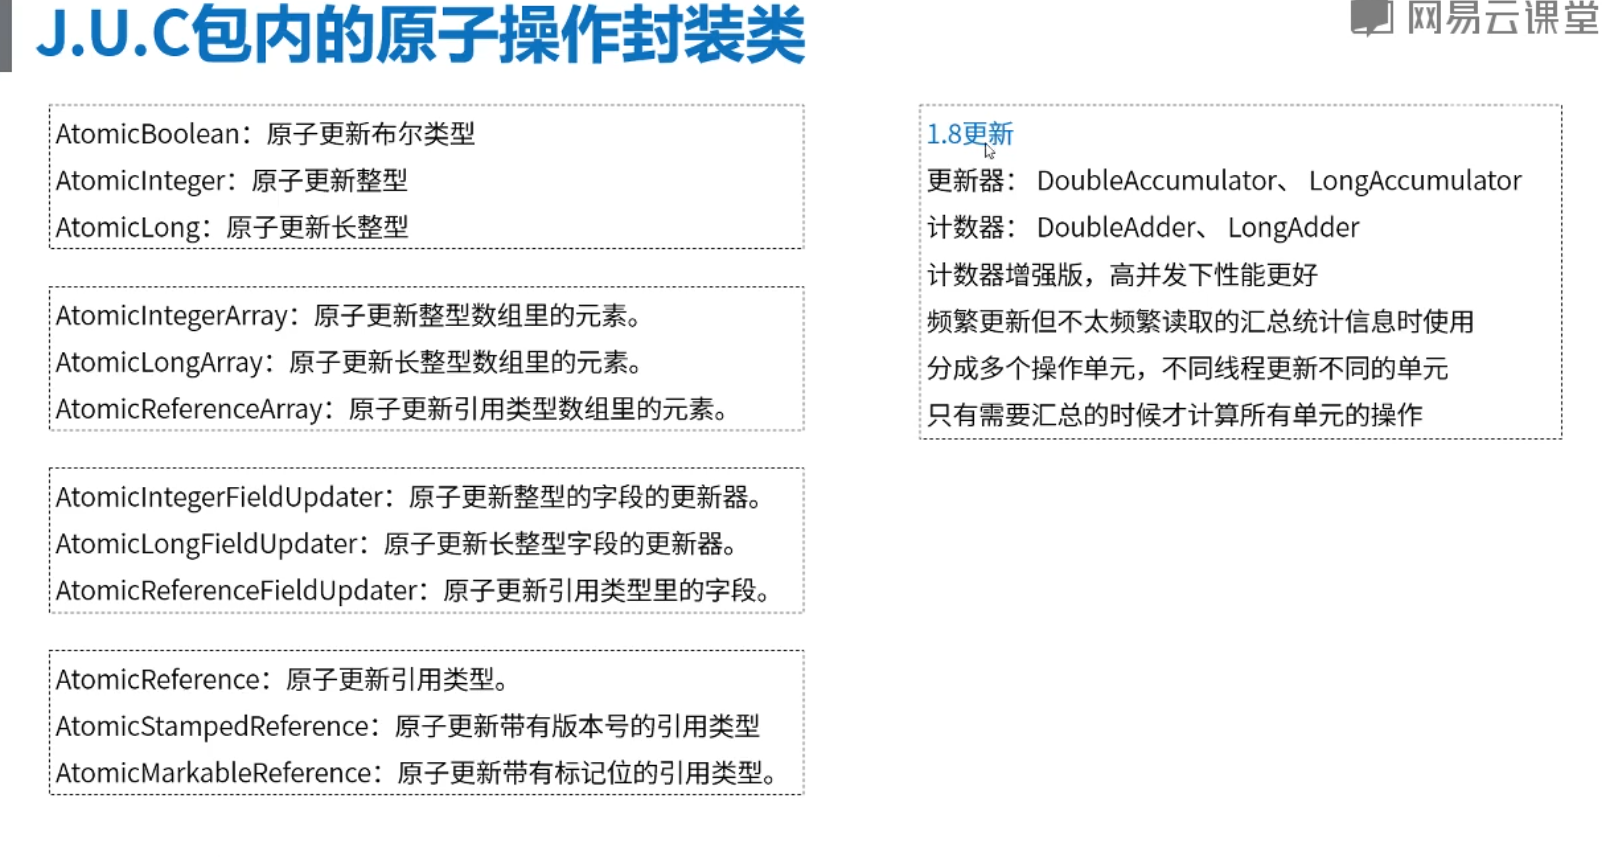 J.U.C包内的原子操作封装类
网易云课堂
AtomicBoolean：原子更新布尔类型
AtomicInteger：原子更新整型
AtomicLong：原子更新长整型
AtomicIntegerArray：原子更新整型数组里的元素。
AtomicLongArray：原子更新长整型数组里的元素。
AtomicReferenceArray：原子更新引用类型数组里的元素。
AtomicIntegerFieldUpdater：原子更新整型的字段的更新器。
AtomicLongFieldUpdater：原子更新长整型字段的更新器。
AtomicReferenceFieldUpdater：原子更新引用类型里的字段。
AtomicReference：原子更新引用类型。
AtomicStampedReference：原子更新带有版本号的引用类型
AtomicMarkableReference：原子更新带有标记位的引用类型。
1.8更新
更新器： DoubleAccumulator、 LongAccumulator
计数器： DoubleAdder、 LongAdder
计数器增强版，高并发下性能更好
频繁更新但不太频繁读取的汇总统计信息时使用
分成多个操作单元，不同线程更新不同的单元
只有需要汇总的时候才计算所有单元的操作